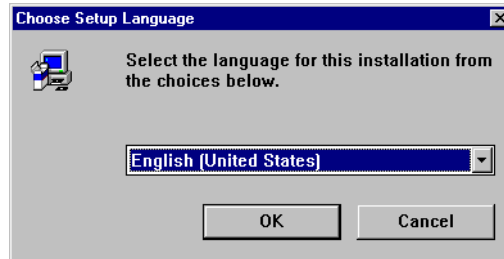 Choose Setup Language
Select the language for this installation from
the choices below.
English (United States)
OK
Cancel